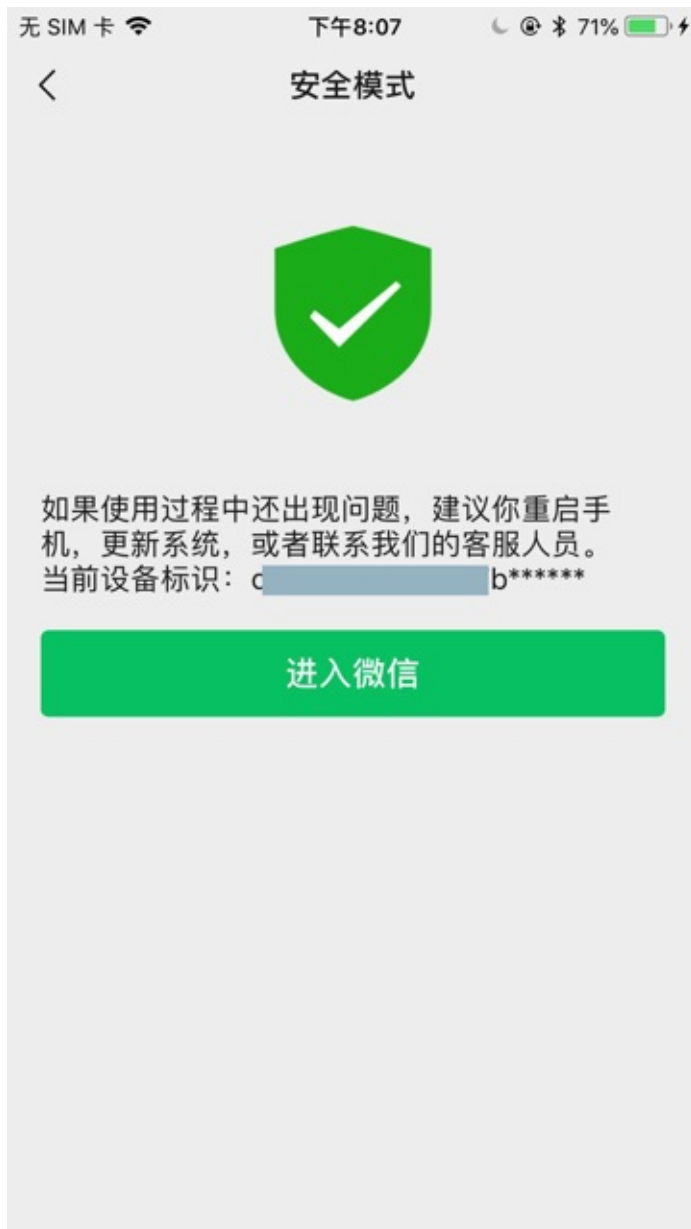 无 SIM 卡 下午8:07 71%
安全模式
如果使用过程中还出现问题，建议你重启手
机，更新系统，或者联系我们的客服人员。
当前设备标识：c b******
进入微信